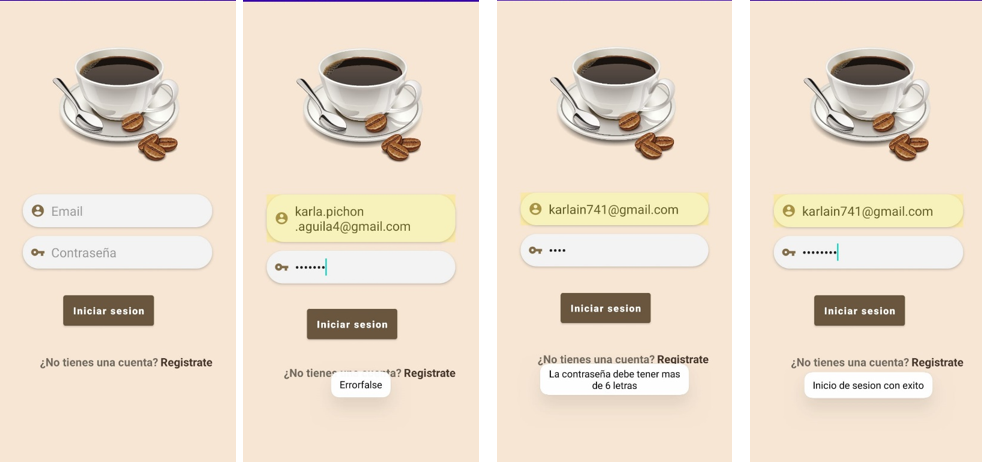 Email
Contraseña
Iniciar sesion
¿No tienes una cuenta? Registrate
karla.pichon
.aguila4@gmail.com
•••••••
Iniciar sesion
¿No tienes una cuenta? Registrate
Errorfalse
karlain741@gmail.com
••••
Iniciar sesion
¿No tienes una cuenta? Registrate
La contraseña debe tener mas
de 6 letras
karlain741@gmail.com
••••••••
Iniciar sesion
¿No tienes una cuenta? Registrate
Inicio de sesion con exito